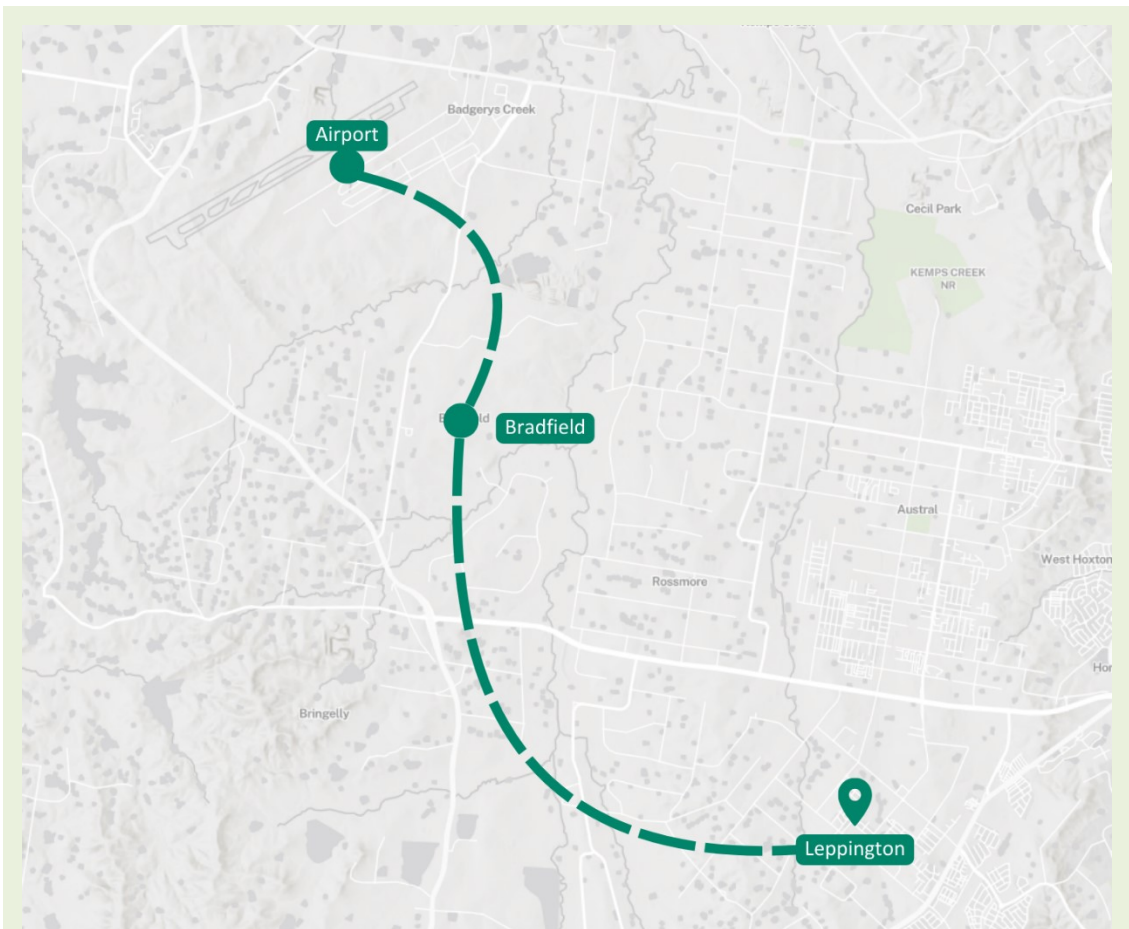 Airport
Badgerys Creek
Cecil Park
KEMPS CREEK
NR
Bradfield
Austral
West Hoxton
Rossmore
Bringelly
Leppington